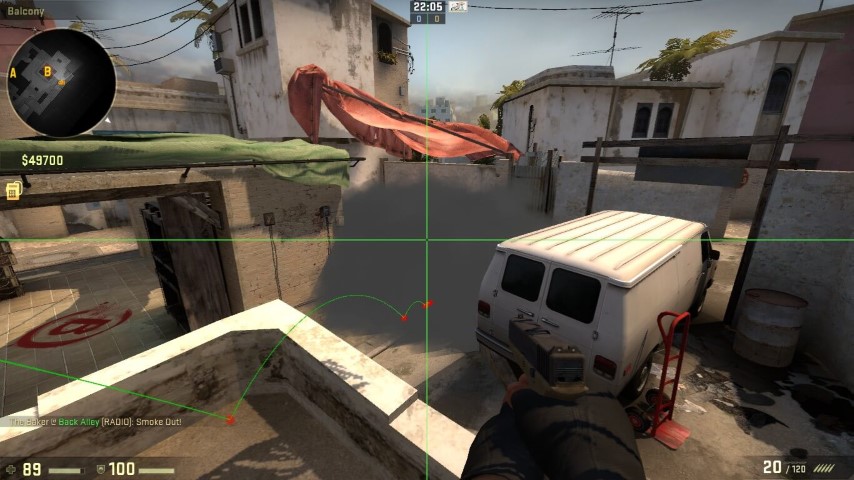 Balcony
22:05
0 0
A B
$49700
B
The Baker @ Back Alley (RADIO): Smoke Out!
89 100
20 / 120